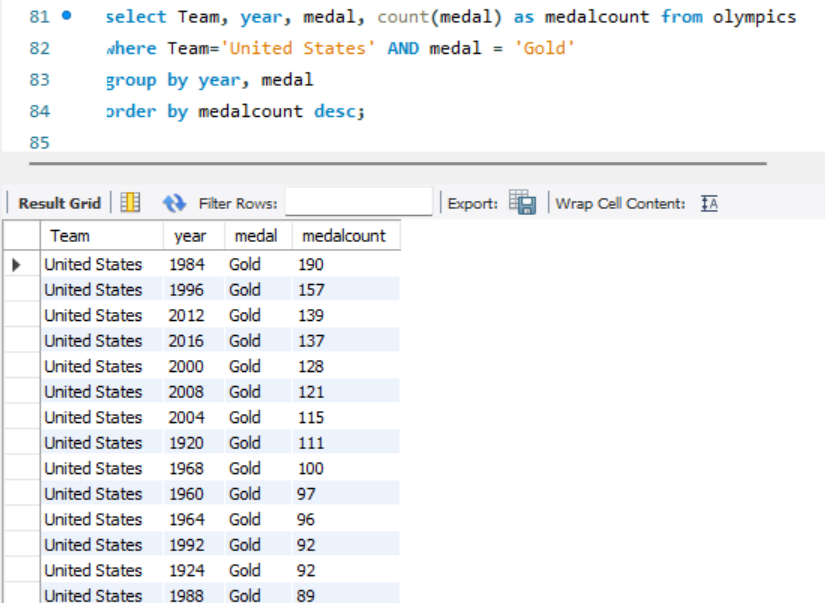 81 select Team, year, medal, count(medal) as medalcount from olympics
82 where Team='United States' AND medal = 'Gold'
83 group by year, medal
84 order by medalcount desc;
85
Result Grid Filter Rows: Export: Wrap Cell Content: IA
Team year medal medalcount
United States 1984 Gold 190
United States 1996 Gold 157
United States 2012 Gold 139
United States 2016 Gold 137
United States 2000 Gold 128
United States 2008 Gold 121
United States 2004 Gold 115
United States 1920 Gold 111
United States 1968 Gold 100
United States 1960 Gold 97
United States 1964 Gold 96
United States 1992 Gold 92
United States 1924 Gold 92
United States 1988 Gold 89